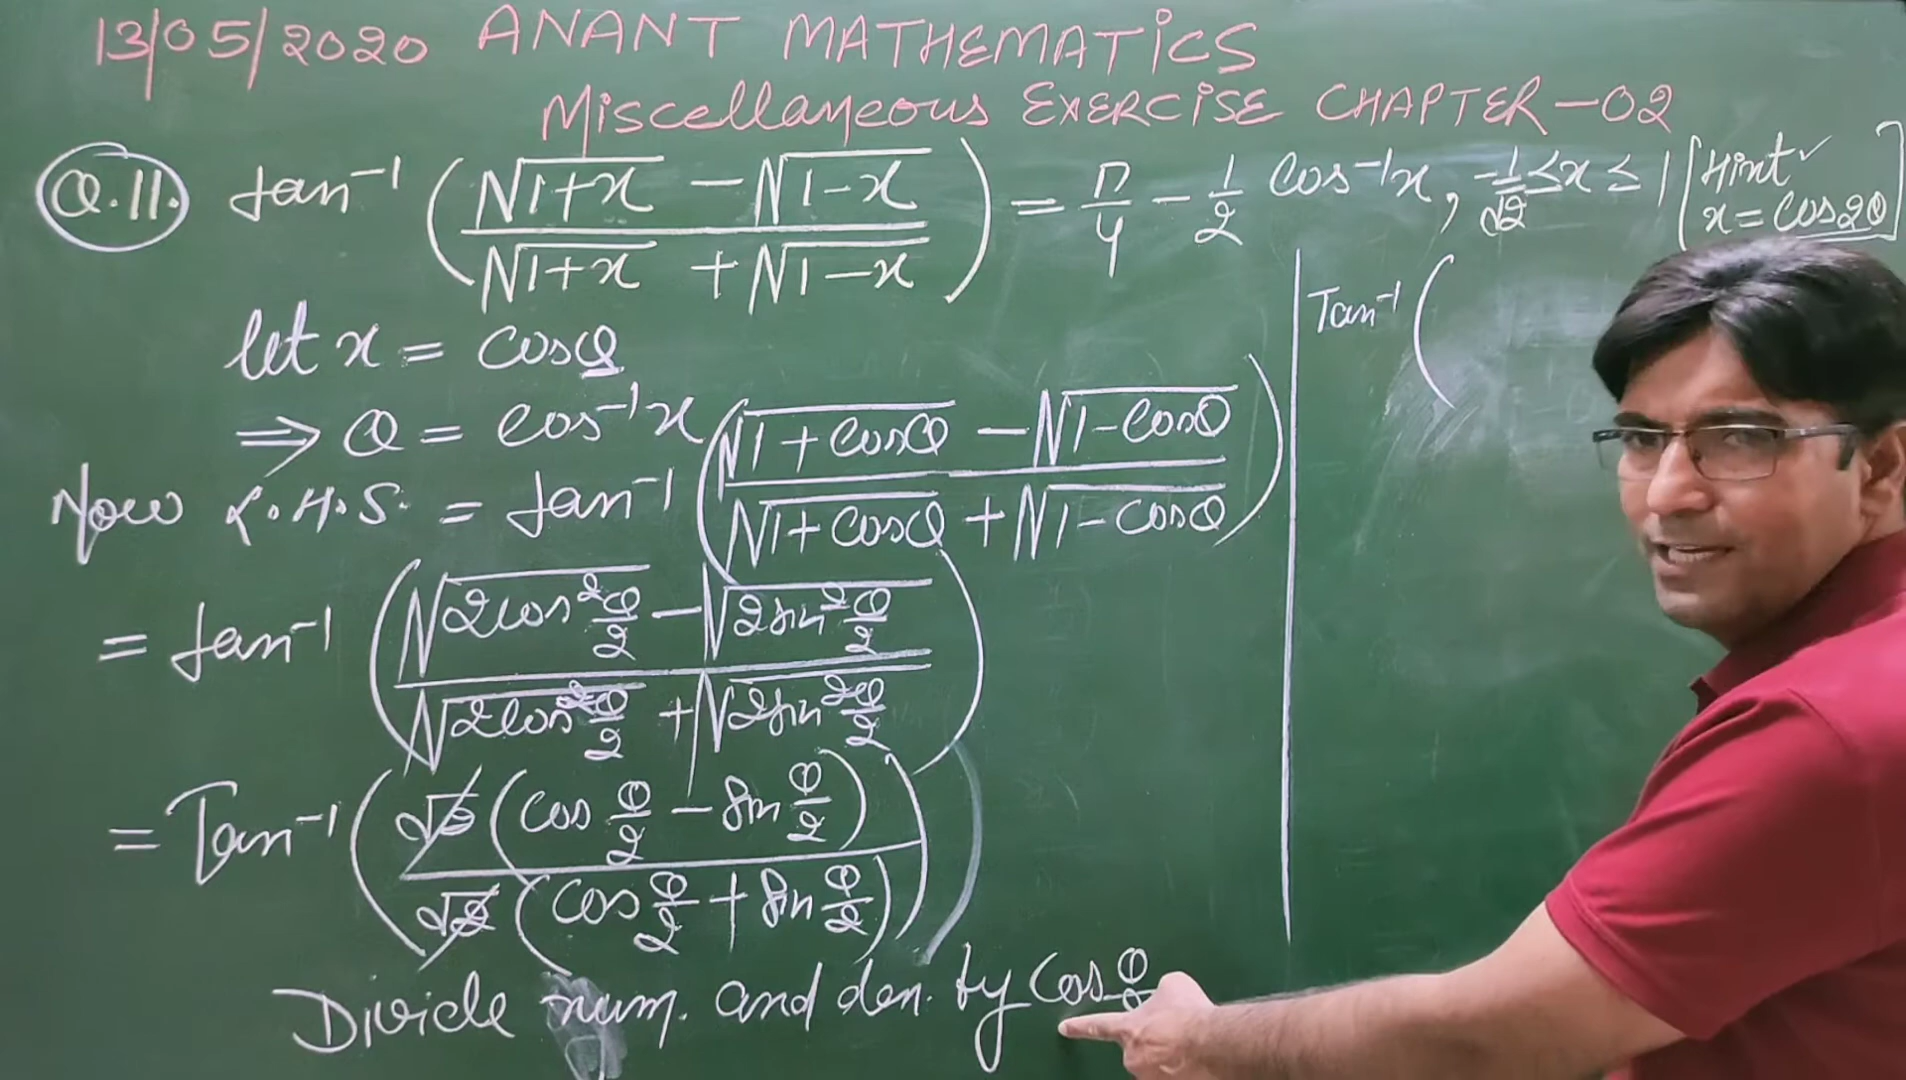 13/05/2020 ANANT MATHEMATICS
Miscellaneous EXERCISE CHAPTER-02
Q.11. tan⁻¹ ((√(1+x) - √(1-x)) / (√(1+x) + √(1-x))) = π/4 - 1/2 cos⁻¹x, -1/√2 ≤ x ≤ 1 [Hint ✓ x = cos2θ]
let x = cosθ
⇒ θ = cos⁻¹x
Now L.H.S. = tan⁻¹ ((√(1+cosθ) - √(1-cosθ)) / (√(1+cosθ) + √(1-cosθ)))
= tan⁻¹ ((√(2cos²θ/2) - √(2sin²θ/2)) / (√(2cos²θ/2) + √(2sin²θ/2)))
= Tan⁻¹ (√2 (cos θ/2 - sin θ/2) / √2 (cos θ/2 + sin θ/2))
Divide num. and den. by cos θ/2
Tan⁻¹ (